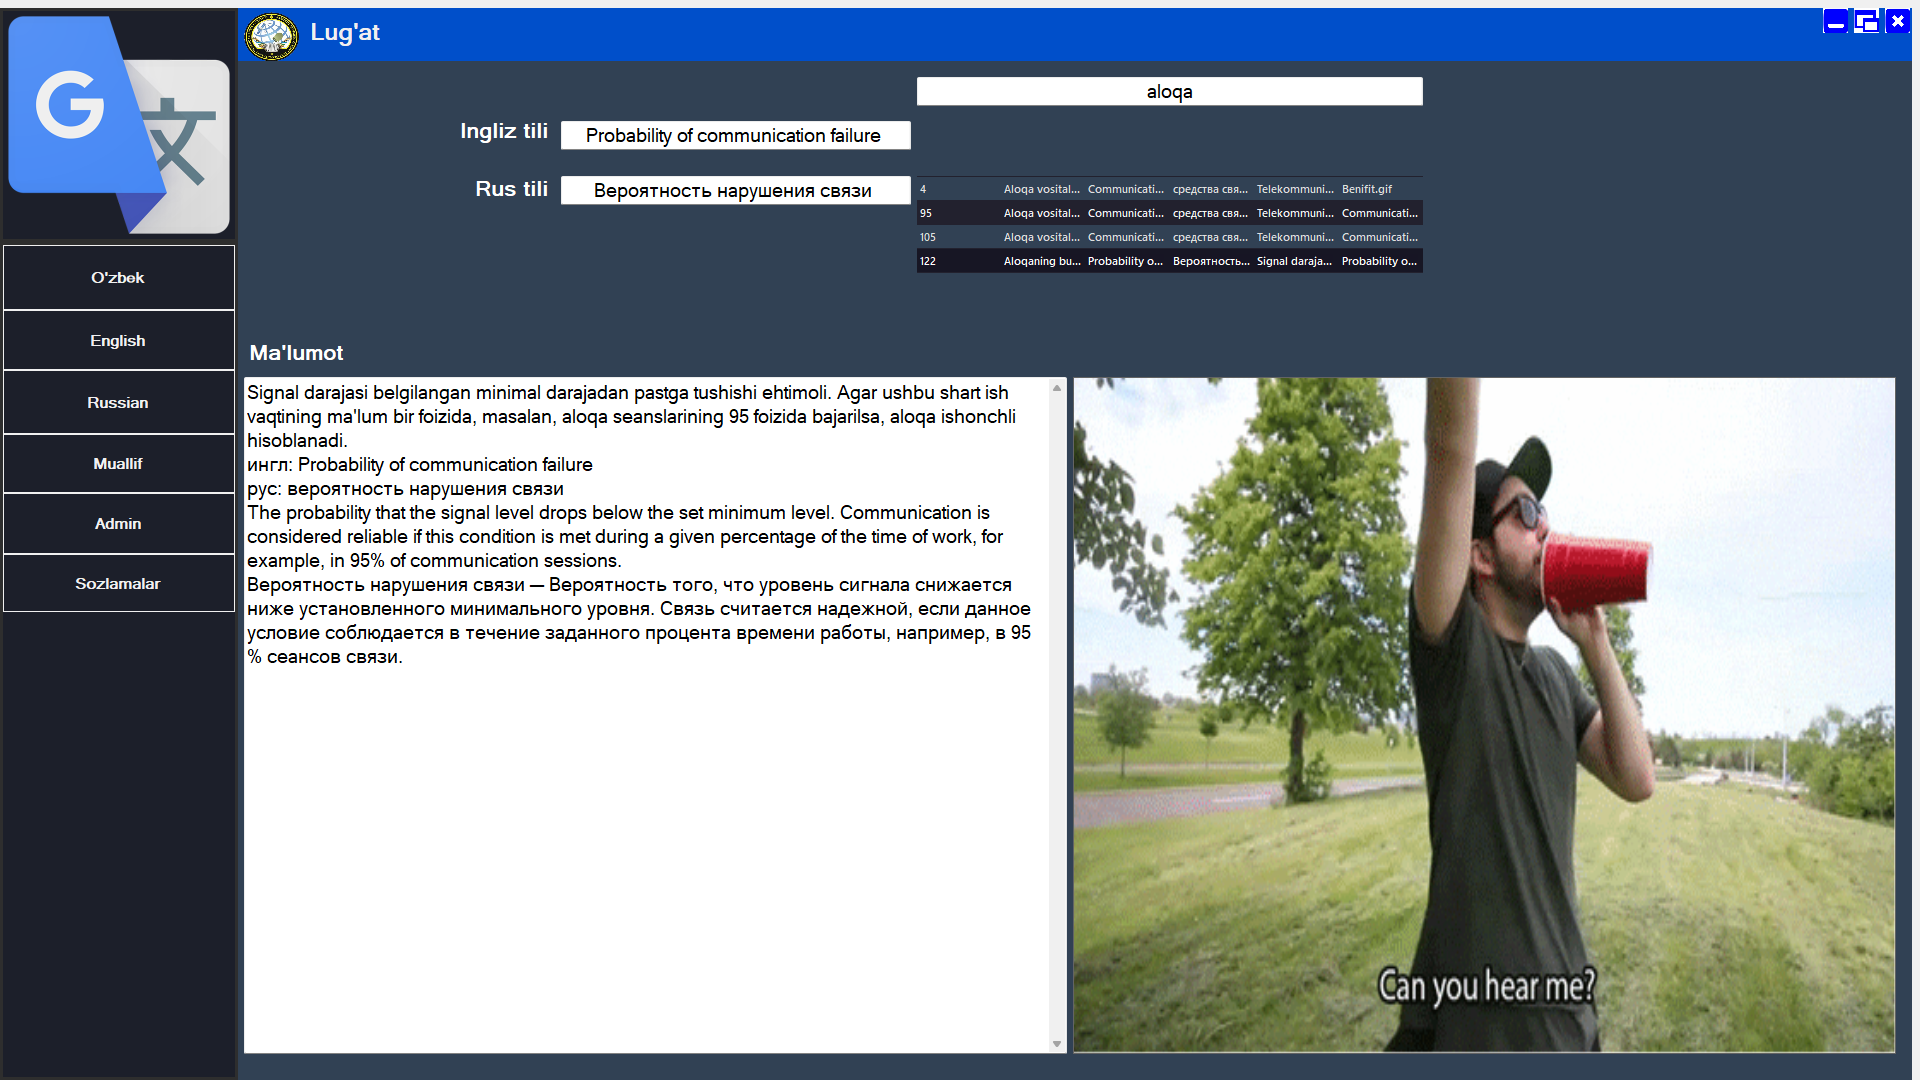 Lug'at
G
文
aloqa
Ingliz tili
Probability of communication failure
Rus tili
Вероятность нарушения связи
4 Aloqa vosital... Communicati... средства свя... Telekommuni... Benifit.gif
95 Aloqa vosital... Communicati... средства свя... Telekommuni... Communicati...
105 Aloqa vosital... Communicati... средства свя... Telekommuni... Communicati...
122 Aloqaning bu... Probability o... Вероятность... Signal daraja... Probability o...
O'zbek
English
Russian
Muallif
Admin
Sozlamalar
Ma'lumot
Signal darajasi belgilangan minimal darajadan pastga tushishi ehtimoli. Agar ushbu shart ish
vaqtining ma'lum bir foizida, masalan, aloqa seanslarining 95 foizida bajarilsa, aloqa ishonchli
hisoblanadi.
ингл: Probability of communication failure
рус: вероятность нарушения связи
The probability that the signal level drops below the set minimum level. Communication is
considered reliable if this condition is met during a given percentage of the time of work, for
example, in 95% of communication sessions.
Вероятность нарушения связи — Вероятность того, что уровень сигнала снижается
ниже установленного минимального уровня. Связь считается надежной, если данное
условие соблюдается в течение заданного процента времени работы, например, в 95
% сеансов связи.
Can you hear me?